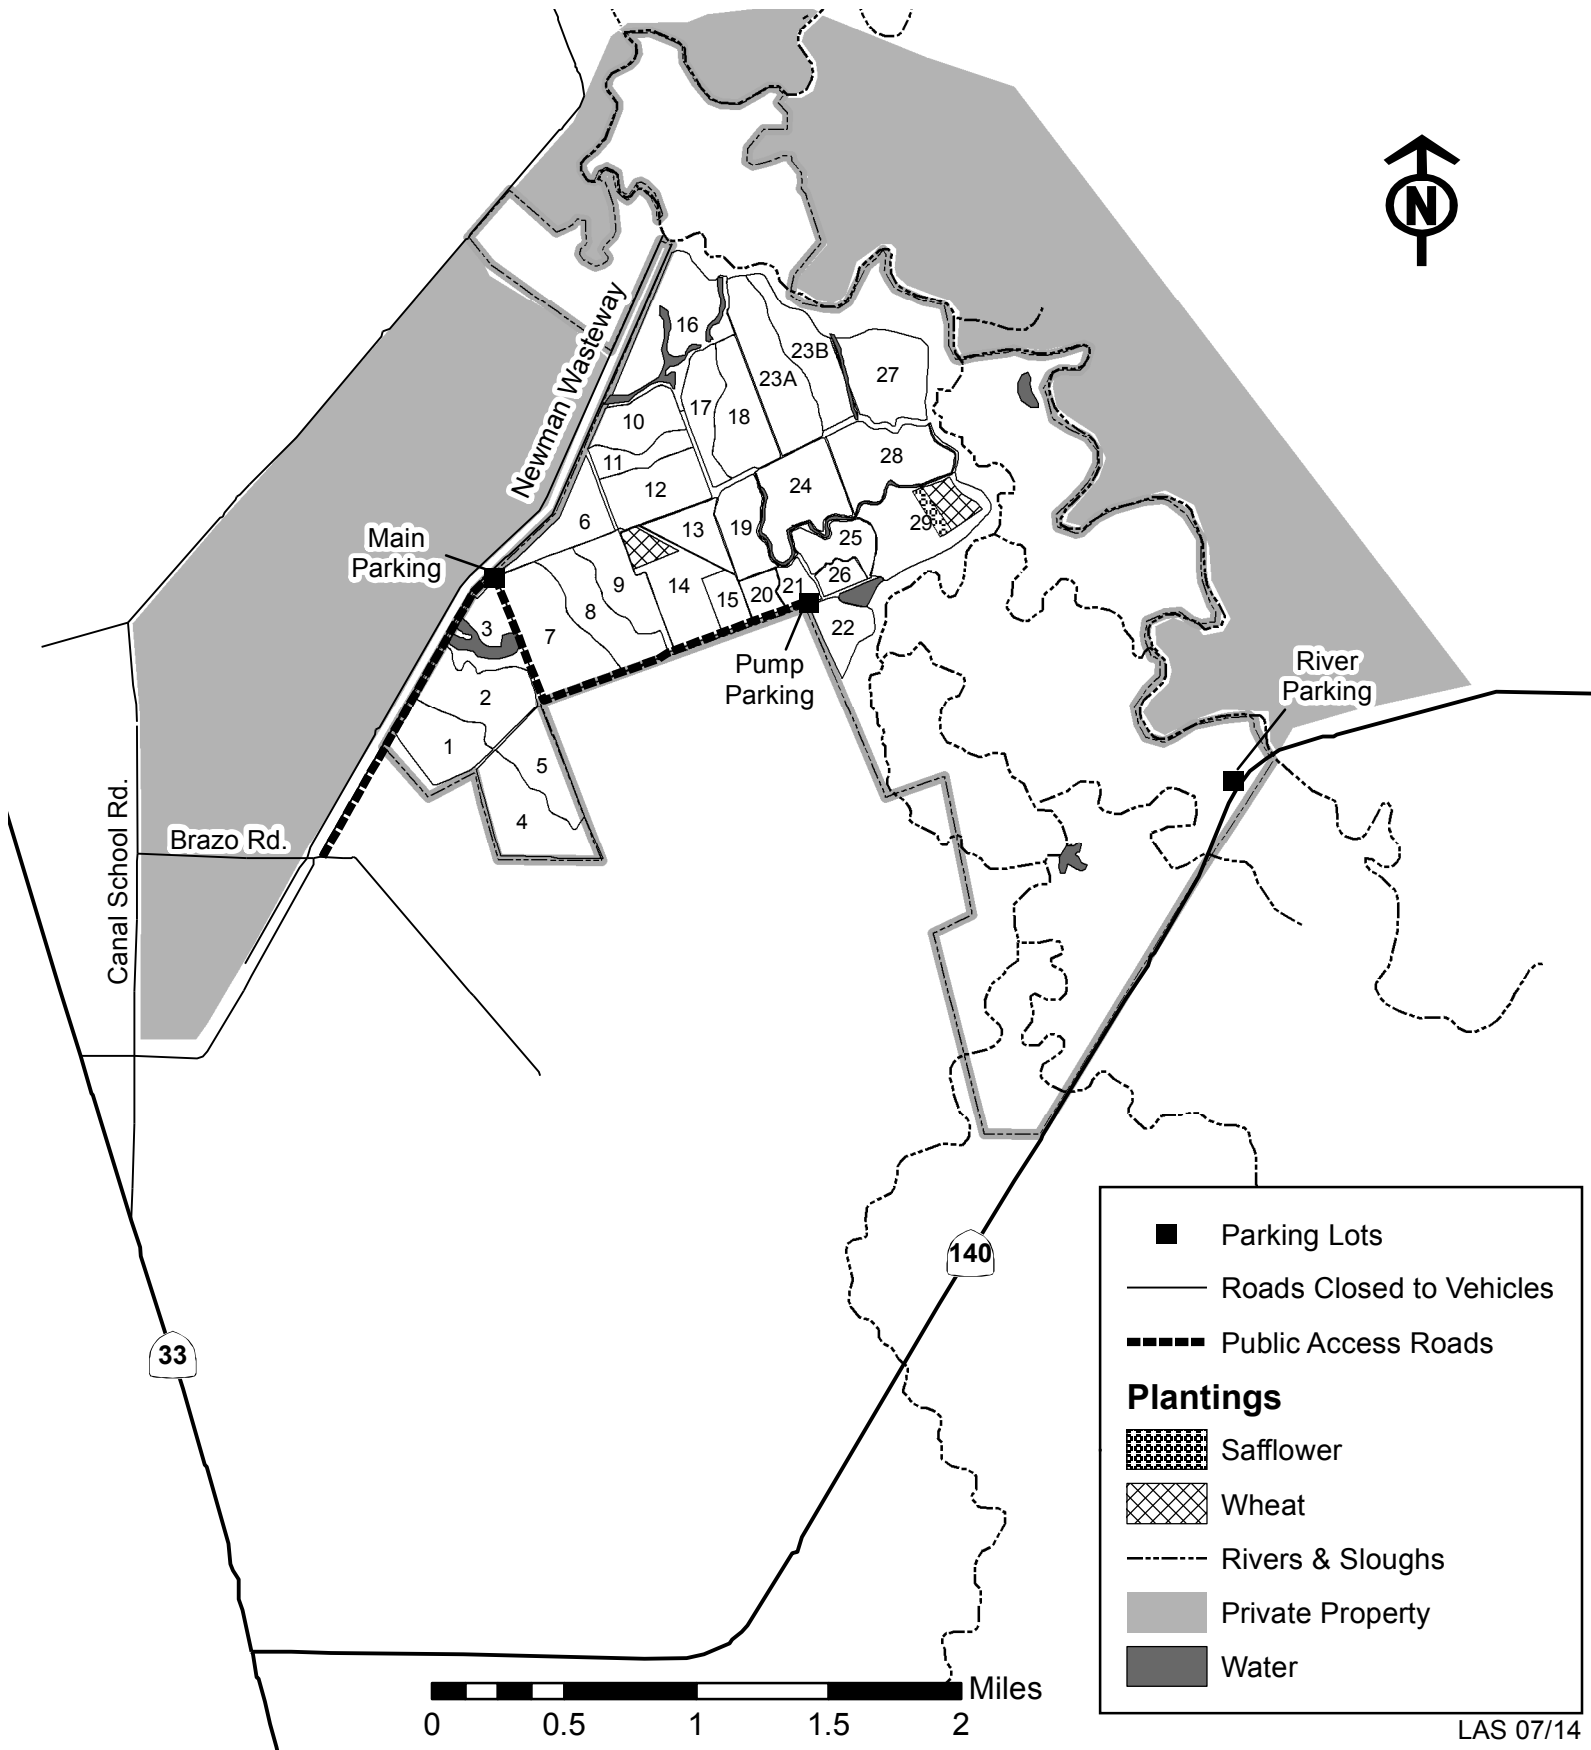 N
Newman Wasteway
16
23B
23A
27
10
17
18
11
28
12
24
6
13
19
29
Main
Parking
25
9
14
26
21
20
15
8
3
7
22
Pump
Parking
River
Parking
2
1
5
4
Canal School Rd.
Brazo Rd.
140
33
Parking Lots
Roads Closed to Vehicles
Public Access Roads
Plantings
Safflower
Wheat
Rivers & Sloughs
Private Property
Water
Miles
0 0.5 1 1.5 2
LAS 07/14